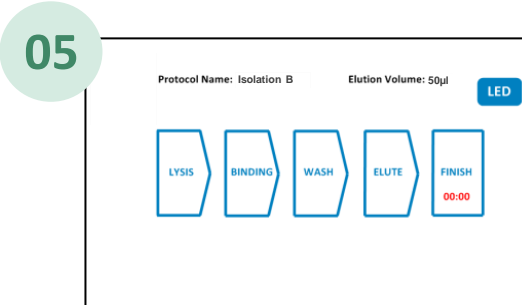 05
Protocol Name: Isolation B Elution Volume: 50µl
LED
LYSIS BINDING WASH ELUTE FINISH
00:00